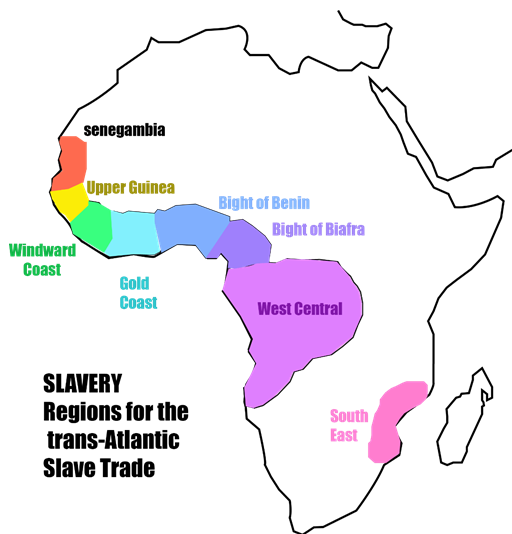 senegambia
Upper Guinea
Bight of Benin
Bight of Biafra
Windward
Coast
Gold
Coast
West Central
SLAVERY
Regions for the
trans-Atlantic
Slave Trade
South
East